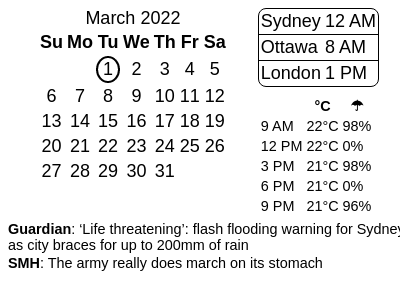 March 2022
Su Mo Tu We Th Fr Sa
1 2 3 4 5
6 7 8 9 10 11 12
13 14 15 16 17 18 19
20 21 22 23 24 25 26
27 28 29 30 31
Sydney 12 AM
Ottawa 8 AM
London 1 PM
°C ☂
9 AM 22°C 98%
12 PM 22°C 0%
3 PM 21°C 98%
6 PM 21°C 0%
9 PM 21°C 96%
Guardian: ‘Life threatening’: flash flooding warning for Sydney
as city braces for up to 200mm of rain
SMH: The army really does march on its stomach